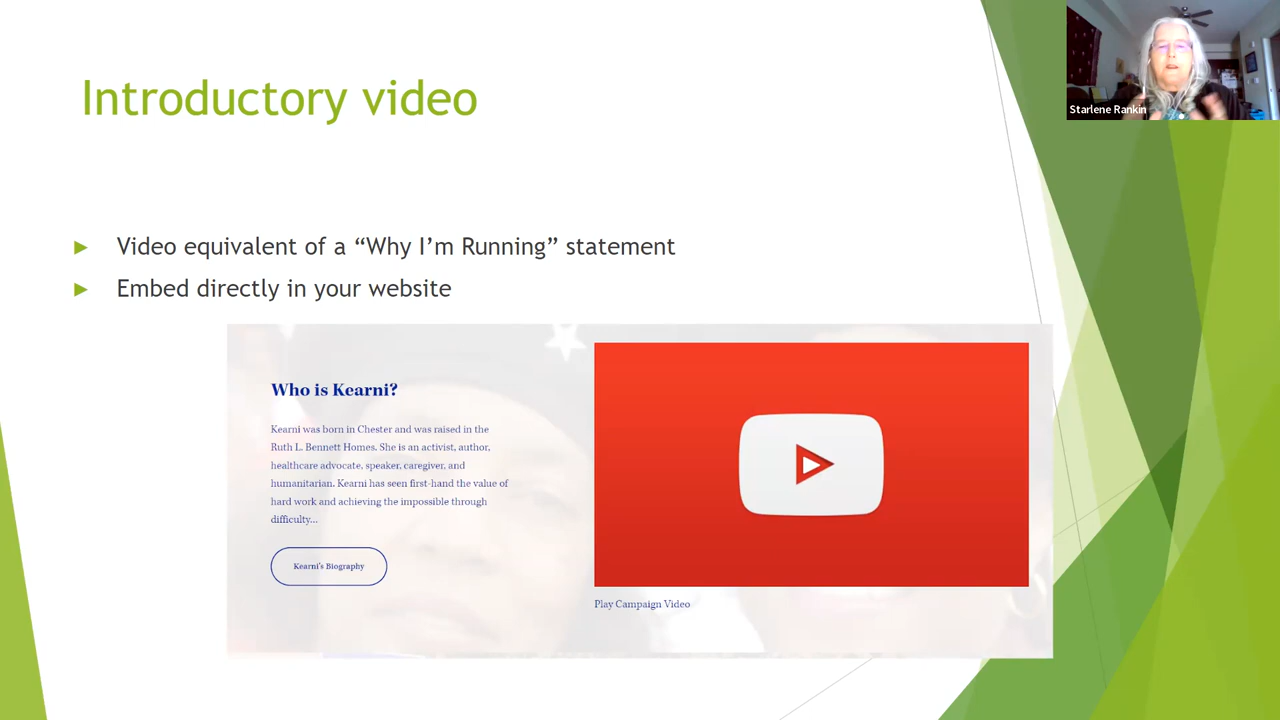 Introductory video
Starlene Rankin
Video equivalent of a “Why I’m Running” statement
Embed directly in your website
Who is Kearni?
Kearni was born in Chester and was raised in the
Ruth L. Bennett Homes. She is an activist, author,
healthcare advocate, speaker, caregiver, and
humanitarian. Kearni has seen first-hand the value of
hard work and achieving the impossible through
difficulty...
Kearni's Biography
Play Campaign Video